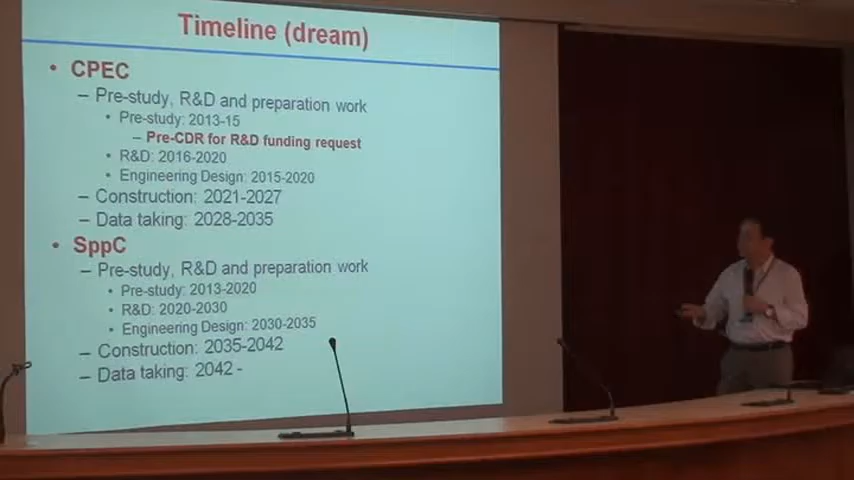 Timeline (dream)
• CPEC
– Pre-study, R&D and preparation work
• Pre-study: 2013-15
– Pre-CDR for R&D funding request
• R&D: 2016-2020
• Engineering Design: 2015-2020
– Construction: 2021-2027
– Data taking: 2028-2035
• SppC
– Pre-study, R&D and preparation work
• Pre-study: 2013-2020
• R&D: 2020-2030
• Engineering Design: 2030-2035
– Construction: 2035-2042
– Data taking: 2042 -